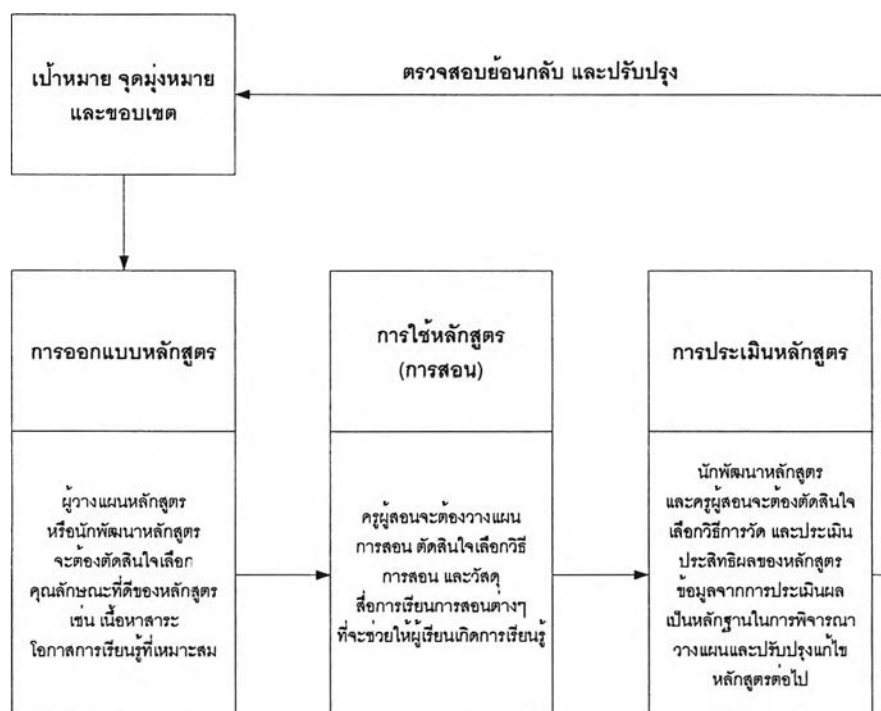 เป้าหมาย จุดมุ่งหมาย
และขอบเขต
ตรวจสอบย้อนกลับ และปรับปรุง
การออกแบบหลักสูตร
ผู้วางแผนหลักสูตร
หรือนักพัฒนาหลักสูตร
จะต้องตัดสินใจเลือก
คุณลักษณะที่ดีของหลักสูตร
เช่น เนื้อหาสาระ
โอกาสการเรียนรู้ที่เหมาะสม
การใช้หลักสูตร
(การสอน)
ครูผู้สอนจะต้องวางแผน
การสอน ตัดสินใจเลือกวิธี
การสอน และวัสดุ
สื่อการเรียนการสอนต่างๆ
ที่จะช่วยให้ผู้เรียนเกิดการเรียนรู้
การประเมินหลักสูตร
นักพัฒนาหลักสูตร
และครูผู้สอนจะต้องตัดสินใจ
เลือกวิธีการวัด และประเมิน
ประสิทธิผลของหลักสูตร
ข้อมูลจากการประเมินผล
เป็นหลักฐานในการพิจารณา
วางแผนและปรับปรุงแก้ไข
หลักสูตรต่อไป